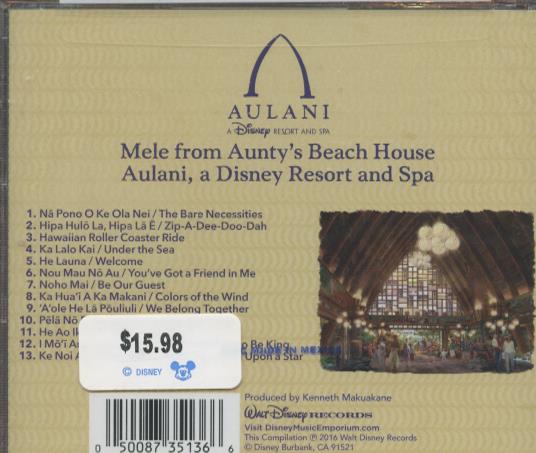 AULANI
A Disney RESORT AND SPA
Mele from Aunty's Beach House
Aulani, a Disney Resort and Spa
1. Nā Pono O Ke Ola Nei / The Bare Necessities
2. Hipa Hulō La, Hipa Lā Ē / Zip-A-Dee-Doo-Dah
3. Hawaiian Roller Coaster Ride
4. Ka Lalo Kai / Under the Sea
5. He Launa / Welcome
6. Nou Mau Nō Au / You've Got a Friend in Me
7. Noho Mai / Be Our Guest
8. Ka Hua'i A Ka Makani / Colors of the Wind
9. 'A'ole He Lā Pōuliuli / We Belong Together
10. Pēlā Nō
11. He Ao
12. I Mō'ī Be King
13. Ke Noi Upon a Star
MADE IN MEXICO
$15.98
© DISNEY
Produced by Kenneth Makuakane
Walt Disney RECORDS
Visit DisneyMusicEmporium.com
This Compilation ℗ 2016 Walt Disney Records
© Disney Burbank, CA 91521
0 50087 35136 6